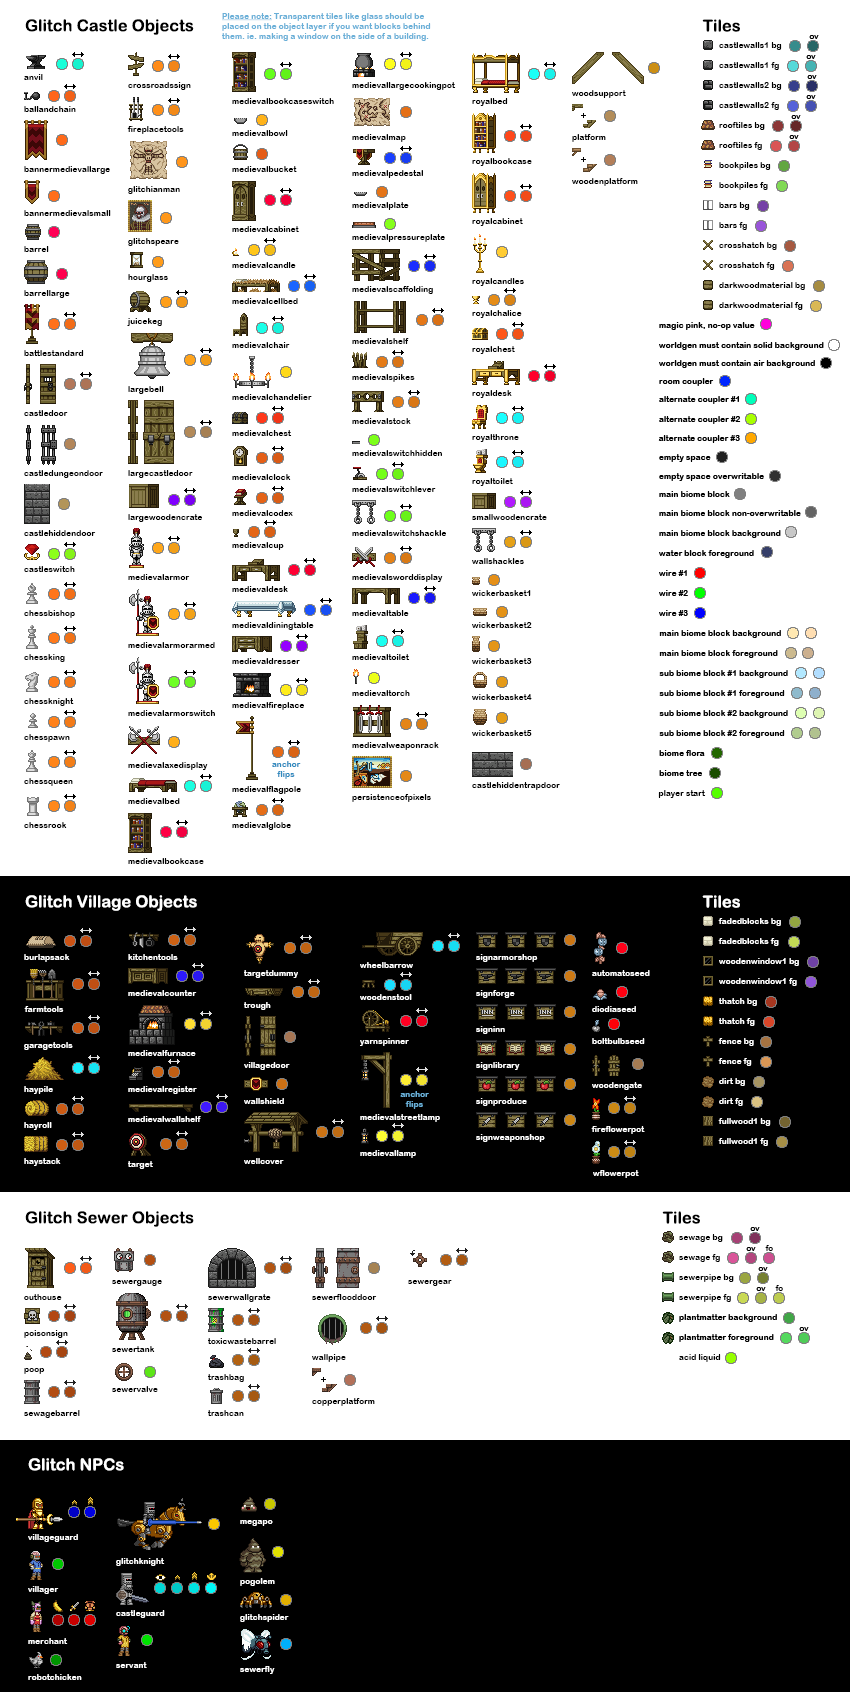 Glitch Castle Objects
Please note: Transparent tiles like glass should be
placed on the object layer if you want blocks behind
them. ie. making a window on the side of a building.
anvil
ballandchain
bannermedievallarge
bannermedievalsmall
barrel
barrellarge
battlestandard
castledoor
castledungeondoor
castlehiddendoor
castleswitch
chessbishop
chessking
chessknight
chesspawn
chessqueen
chessrook
crossroadssign
fireplacetools
glitchianman
glitchspeare
hourglass
juicekeg
largebell
largecastledoor
largewoodencrate
medievalarmor
medievalarmorarmed
medievalarmorswitch
medievalaxedisplay
medievalbed
medievalbookcase
medievalbookcaseswitch
medievalbowl
medievalbucket
medievalcabinet
medievalcandle
medievalcellbed
medievalchair
medievalchandelier
medievalchest
medievalclock
medievalcodex
medievalcup
medievaldesk
medievaldiningtable
medievaldresser
medievalfireplace
anchor
flips
medievalflagpole
medievalglobe
medievallargecookingpot
medievalmap
medievalpedestal
medievalplate
medievalpressureplate
medievalscaffolding
medievalshelf
medievalspikes
medievalstock
medievalswitchhidden
medievalswitchlever
medievalswitchshackle
medievalsworddisplay
medievaltable
medievaltoilet
medievaltorch
medievalweaponrack
persistenceofpixels
royalbed
royalbookcase
royalcabinet
royalcandles
royalchalice
royalchest
royaldesk
royalthrone
royaltoilet
smallwoodencrate
wallshackles
wickerbasket1
wickerbasket2
wickerbasket3
wickerbasket4
wickerbasket5
castlehiddentrapdoor
woodsupport
platform
woodenplatform
Tiles
ov
castlewalls1 bg
ov
castlewalls1 fg
ov
castlewalls2 bg
ov
castlewalls2 fg
ov
rooftiles bg
ov
rooftiles fg
bookpiles bg
bookpiles fg
bars bg
bars fg
crosshatch bg
crosshatch fg
darkwoodmaterial bg
darkwoodmaterial fg
magic pink, no-op value
worldgen must contain solid background
worldgen must contain air background
room coupler
alternate coupler #1
alternate coupler #2
alternate coupler #3
empty space
empty space overwritable
main biome block
main biome block non-overwritable
main biome block background
water block foreground
wire #1
wire #2
wire #3
main biome block background
main biome block foreground
sub biome block #1 background
sub biome block #1 foreground
sub biome block #2 background
sub biome block #2 foreground
biome flora
biome tree
player start
Glitch Village Objects
burlapsack
farmtools
garagetools
haypile
hayroll
haystack
kitchentools
medievalcounter
medievalfurnace
medievalregister
medievalwallshelf
target
targetdummy
trough
villagedoor
wallshield
wellcover
wheelbarrow
woodenstool
yarnspinner
anchor
flips
medievalstreetlamp
medievallamp
signarmorshop
signforge
signinn
signlibrary
signproduce
signweaponshop
automatoseed
diodiaseed
boltbulbseed
woodengate
fireflowerpot
wflowerpot
Tiles
fadedblocks bg
fadedblocks fg
woodenwindow1 bg
woodenwindow1 fg
thatch bg
thatch fg
fence bg
fence fg
dirt bg
dirt fg
fullwood1 bg
fullwood1 fg
Glitch Sewer Objects
outhouse
poisonsign
poop
sewagebarrel
sewergauge
sewertank
sewervalve
sewerwallgrate
toxicwastebarrel
trashbag
trashcan
sewerflooddoor
wallpipe
copperplatform
sewergear
Tiles
ov
sewage bg
ov fo
sewage fg
ov
sewerpipe bg
ov fo
sewerpipe fg
plantmatter background
ov
plantmatter foreground
acid liquid
Glitch NPCs
villageguard
villager
merchant
robotchicken
glitchknight
castleguard
servant
megapo
pogolem
glitchspider
sewerfly